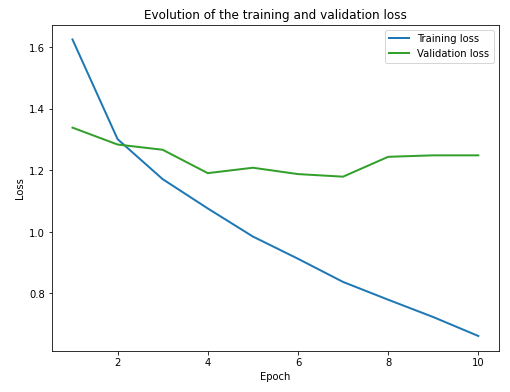 Evolution of the training and validation loss
Training loss
Validation loss
1.6
1.4
1.2
1.0
0.8
Loss
2 4 6 8 10
Epoch